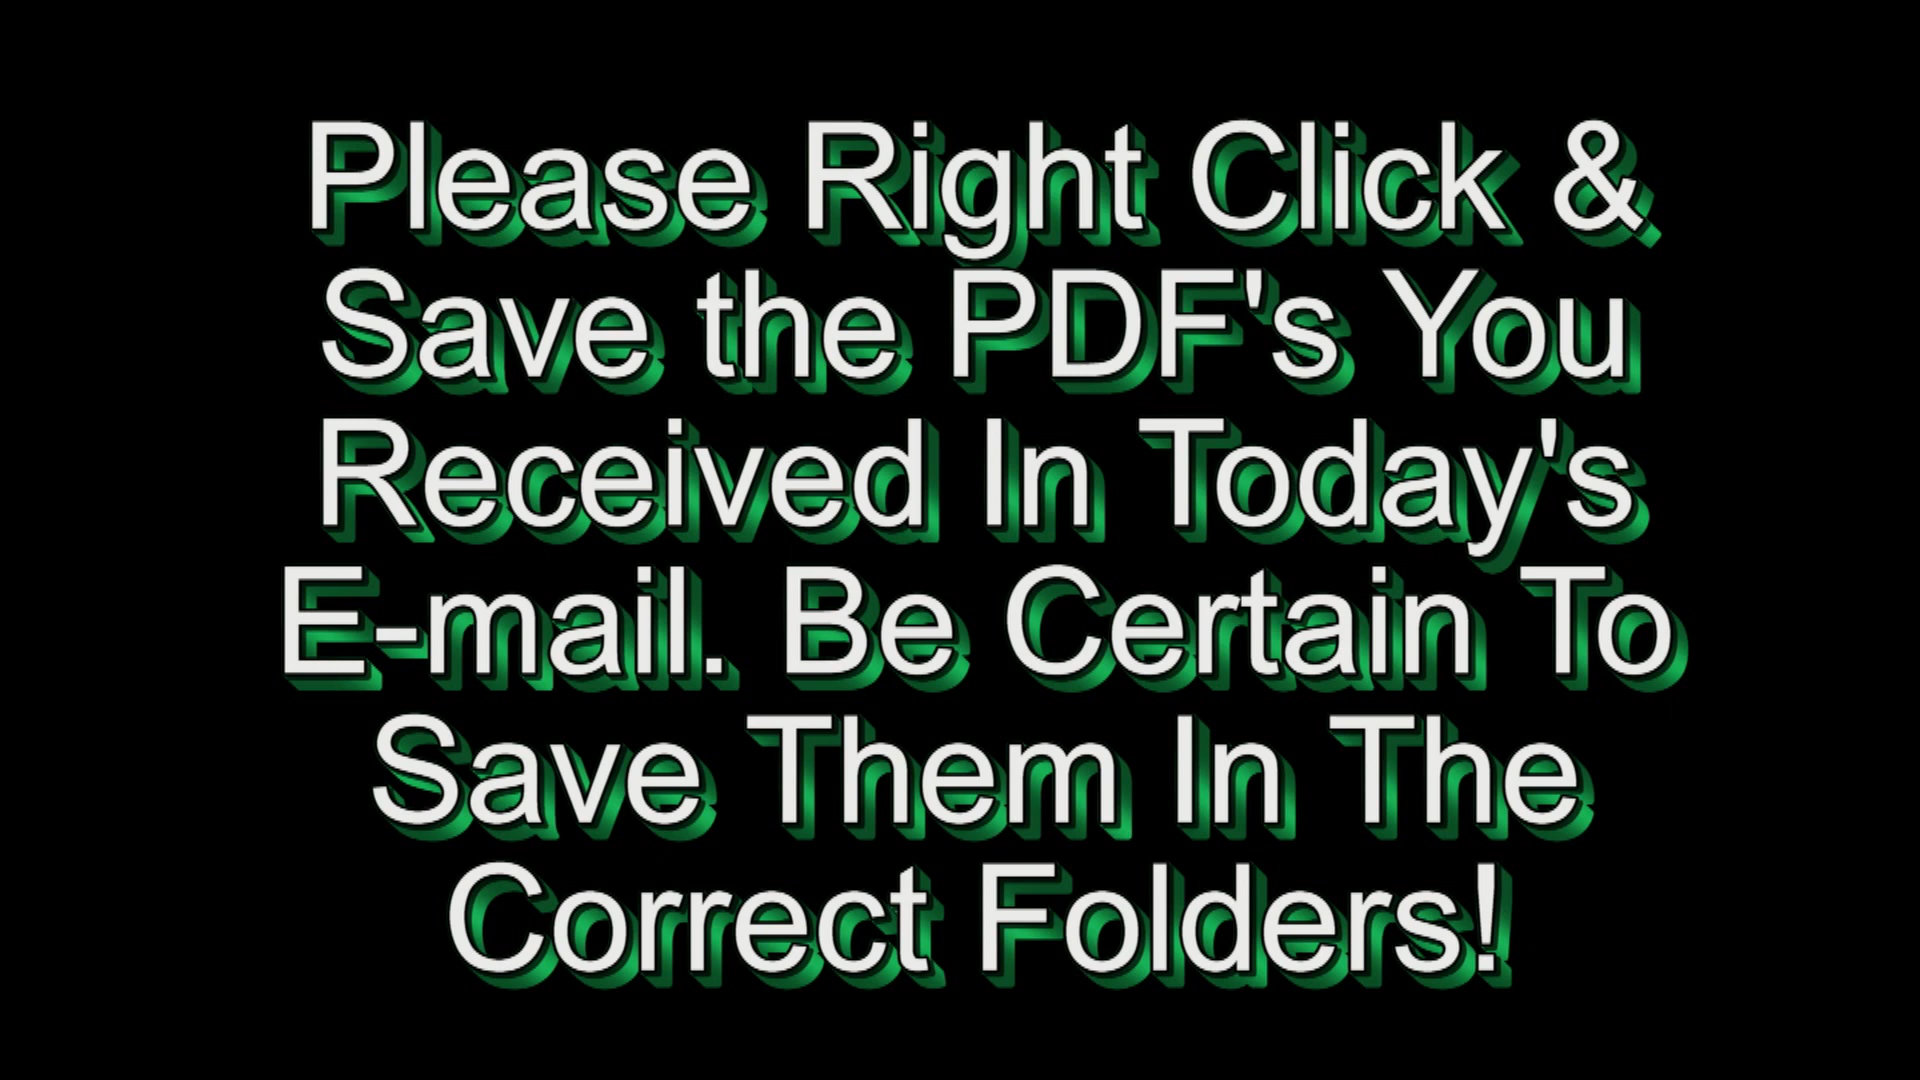 Please Right Click &
Save the PDF's You
Received In Today's
E-mail. Be Certain To
Save Them In The
Correct Folders!